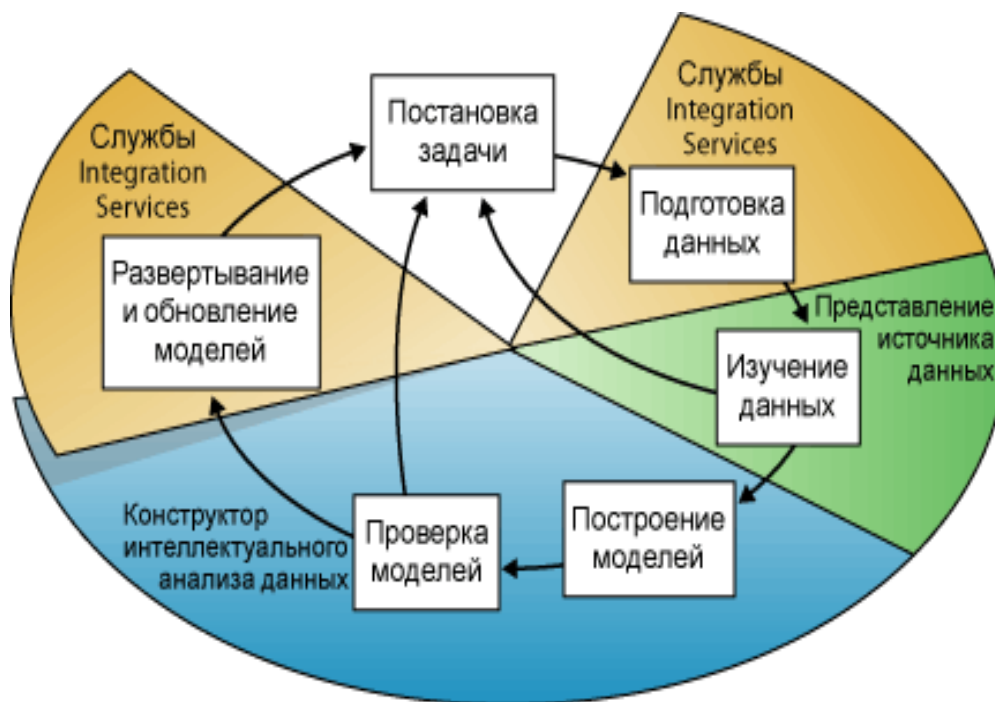 Постановка
задачи
Службы
Integration
Services
Подготовка
данных
Представление
источника
данных
Изучение
данных
Построение
моделей
Проверка
моделей
Конструктор
интеллектуального
анализа данных
Службы
Integration
Services
Развертывание
и обновление
моделей